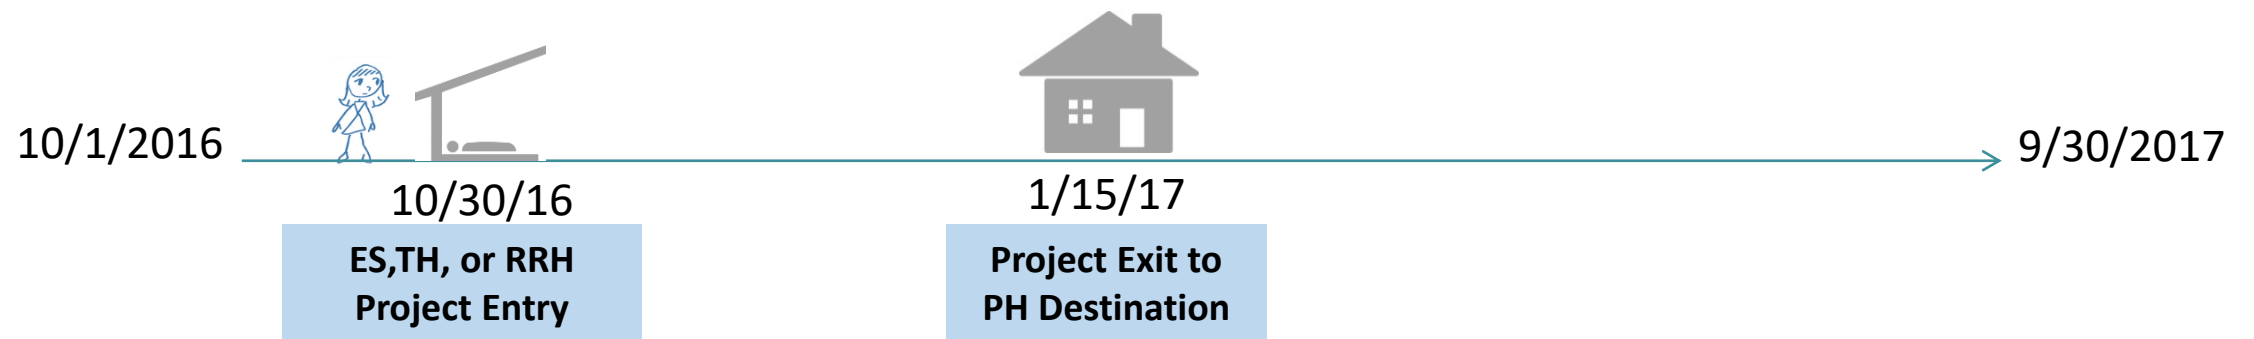 10/1/2016
9/30/2017
10/30/16
1/15/17
ES,TH, or RRH
Project Entry
Project Exit to
PH Destination